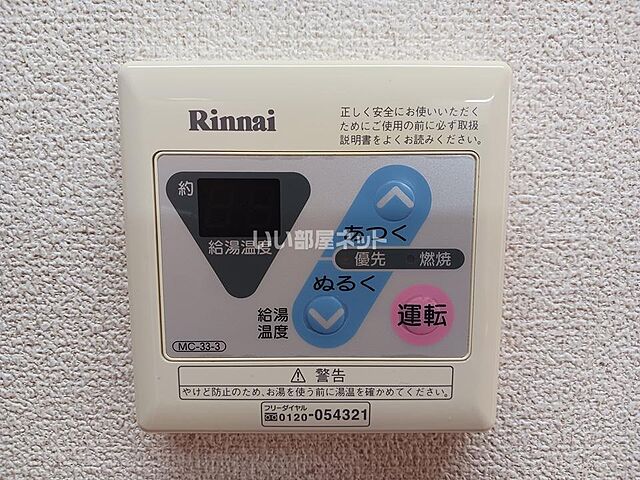 Rinnai
正しく安全にお使いいただく
ためにご使用の前に必ず取扱
説明書をよくお読みください。
約
給湯温度
あつく
いい部屋ネット
優先 燃焼
ぬるく
給湯
温度
運転
MC-33-3
⚠ 警告
やけど防止のため、お湯を使う前に湯温を確かめてください。
フリーダイヤル
0120-054321